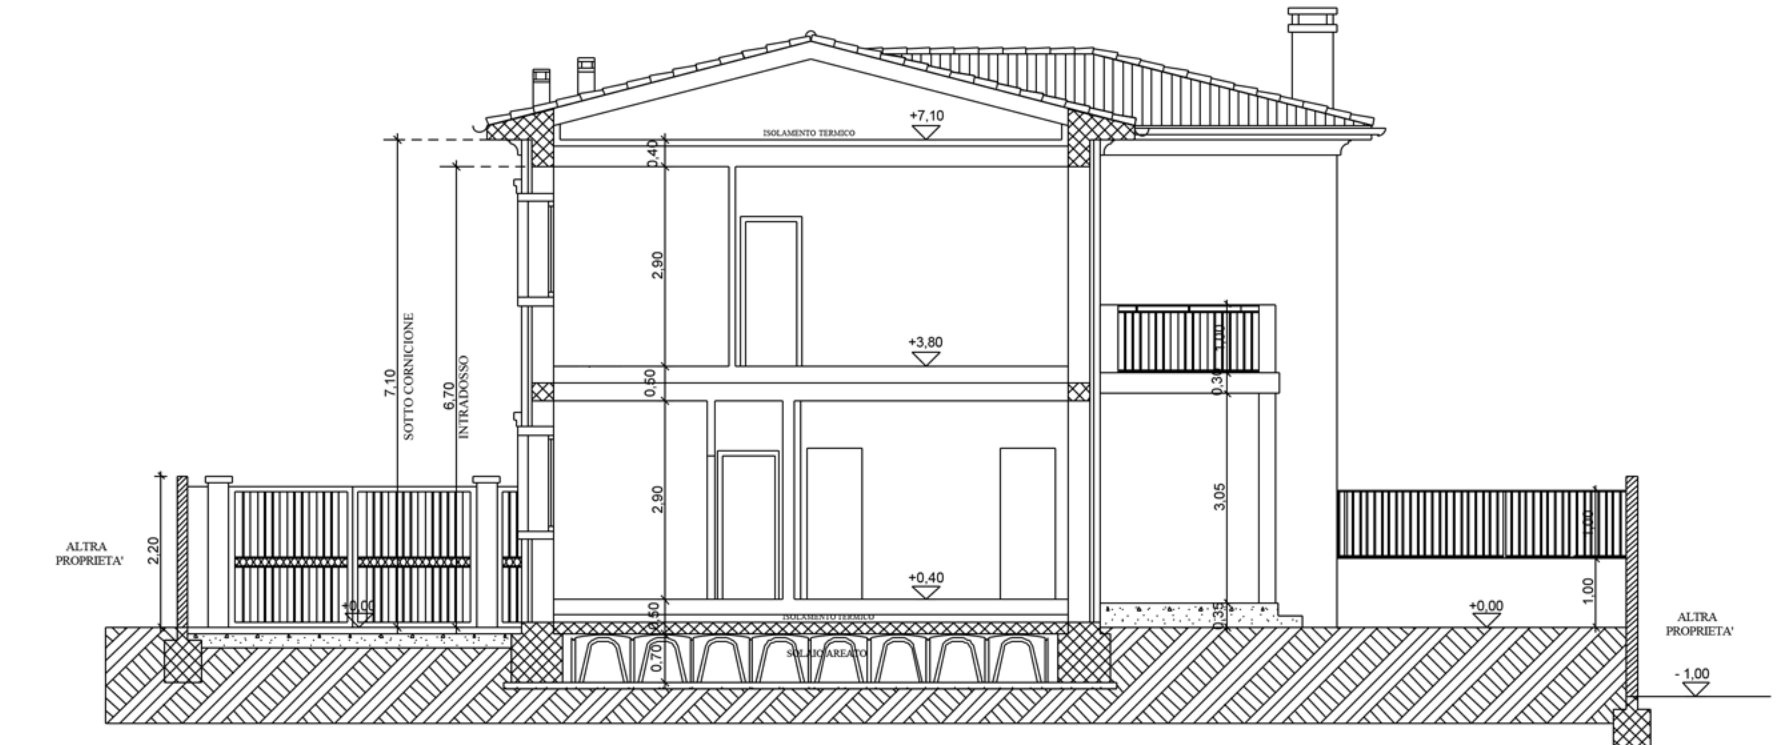 +7,10
ISOLAMENTO TERMICO
0,40
2,90
+3,80
1,00
0,30
7,10
SOTTO CORNICIONE
6,70
INTRADOSSO
0,50
2,90
3,05
2,20
ALTRA
PROPRIETA'
+0,00
+0,40
0,50
ISOLAMENTO TERMICO
0,35
SOLAIO AREATO
0,70
1,00
1,00
+0,00
ALTRA
PROPRIETA'
- 1,00